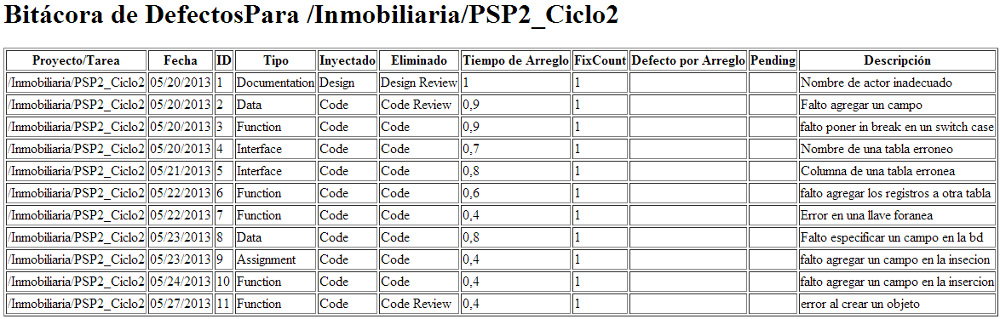 Bitácora de DefectosPara /Inmobiliaria/PSP2_Ciclo2
Proyecto/Tarea Fecha ID Tipo Inyectado Eliminado Tiempo de Arreglo FixCount Defecto por Arreglo Pending Descripción
/Inmobiliaria/PSP2_Ciclo2 05/20/2013 1 Documentation Design Design Review 1 1 Nombre de actor inadecuado
/Inmobiliaria/PSP2_Ciclo2 05/20/2013 2 Data Code Code Review 0,9 1 Falto agregar un campo
/Inmobiliaria/PSP2_Ciclo2 05/20/2013 3 Function Code Code 0,9 1 falto poner in break en un switch case
/Inmobiliaria/PSP2_Ciclo2 05/20/2013 4 Interface Code Code 0,7 1 Nombre de una tabla erroneo
/Inmobiliaria/PSP2_Ciclo2 05/21/2013 5 Interface Code Code 0,8 1 Columna de una tabla erronea
/Inmobiliaria/PSP2_Ciclo2 05/22/2013 6 Function Code Code 0,6 1 falto agregar los registros a otra tabla
/Inmobiliaria/PSP2_Ciclo2 05/22/2013 7 Function Code Code 0,4 1 Error en una llave foranea
/Inmobiliaria/PSP2_Ciclo2 05/23/2013 8 Data Code Code 0,8 1 Falto especificar un campo en la bd
/Inmobiliaria/PSP2_Ciclo2 05/23/2013 9 Assignment Code Code 0,4 1 falto agregar un campo en la insecion
/Inmobiliaria/PSP2_Ciclo2 05/24/2013 10 Function Code Code 0,4 1 falto agregar un campo en la insercion
/Inmobiliaria/PSP2_Ciclo2 05/27/2013 11 Function Code Code Review 0,4 1 error al crear un objeto